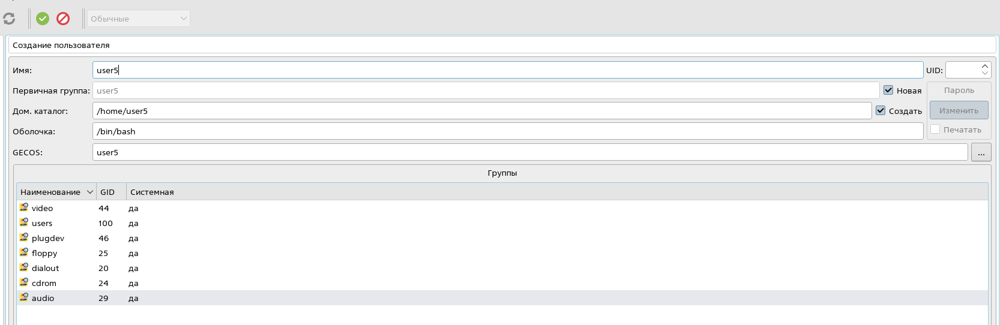 Обычные
Создание пользователя
Имя: user5 UID:
Первичная группа: user5 Новая Пароль
Дом. каталог: /home/user5 Создать Изменить
Оболочка: /bin/bash Печатать
GECOS: user5 ...
Группы
Наименование GID Системная
video 44 да
users 100 да
plugdev 46 да
floppy 25 да
dialout 20 да
cdrom 24 да
audio 29 да